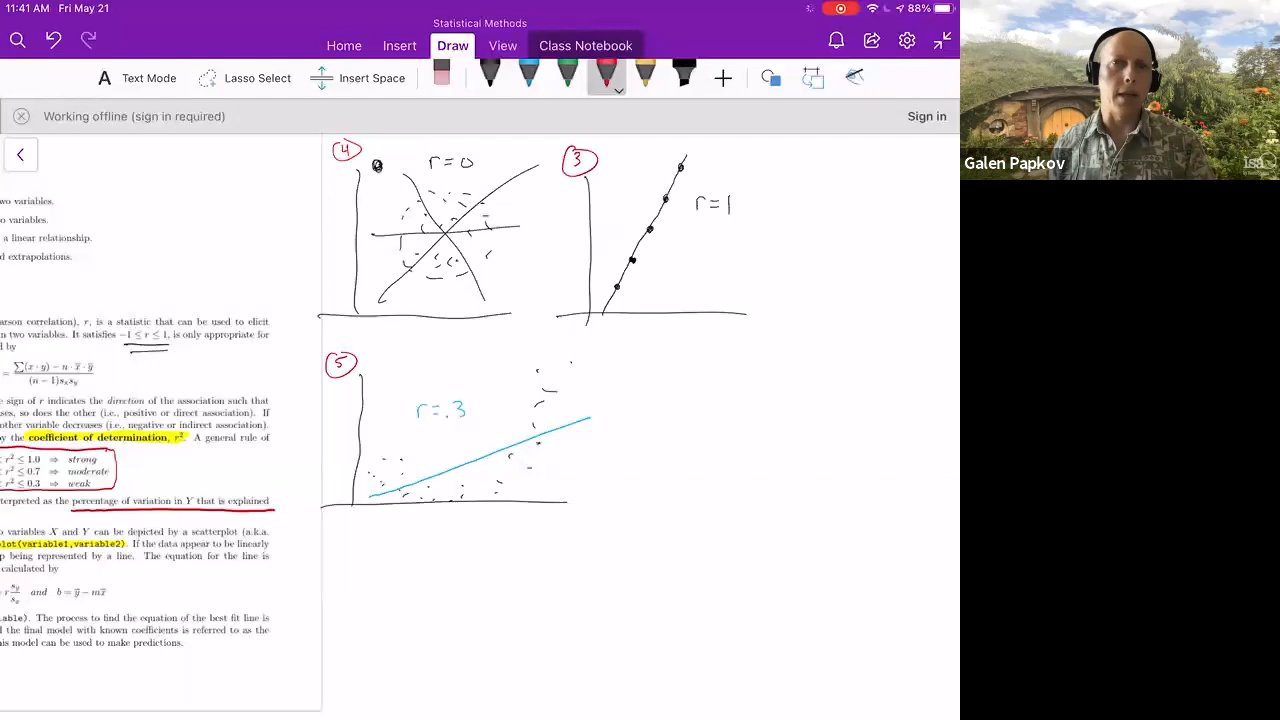 11:41 AM Fri May 21
88%
Statistical Methods
Home Insert Draw View Class Notebook
Text Mode Lasso Select Insert Space
Working offline (sign in required)
Sign in
Galen Papkov
two variables.
o variables.
a linear relationship.
d extrapolations.
arson correlation), r, is a statistic that can be used to elicit
n two variables. It satisfies −1 ≤ r ≤ 1, is only appropriate for
d by
= ∑(x · y) − n · x̄ · ȳ
(n − 1)sₓsᵧ
e sign of r indicates the direction of the association such that
ses, so does the other (i.e., positive or direct association). If
other variable decreases (i.e., negative or indirect association).
by the coefficient of determination, r². A general rule of
≤ r² ≤ 1.0 ⇒ strong
≤ r² ≤ 0.7 ⇒ moderate
≤ r² ≤ 0.3 ⇒ weak
terpreted as the percentage of variation in Y that is explained
o variables X and Y can be depicted by a scatterplot (a.k.a.
plot(variable1,variable2). If the data appear to be linearly
p being represented by a line. The equation for the line is
calculated by
= r sᵧ/sₓ and b = ȳ − mx̄
iable). The process to find the equation of the best fit line is
d the final model with known coefficients is referred to as the
his model can be used to make predictions.
4
r=0
3
r=1
5
r=.3